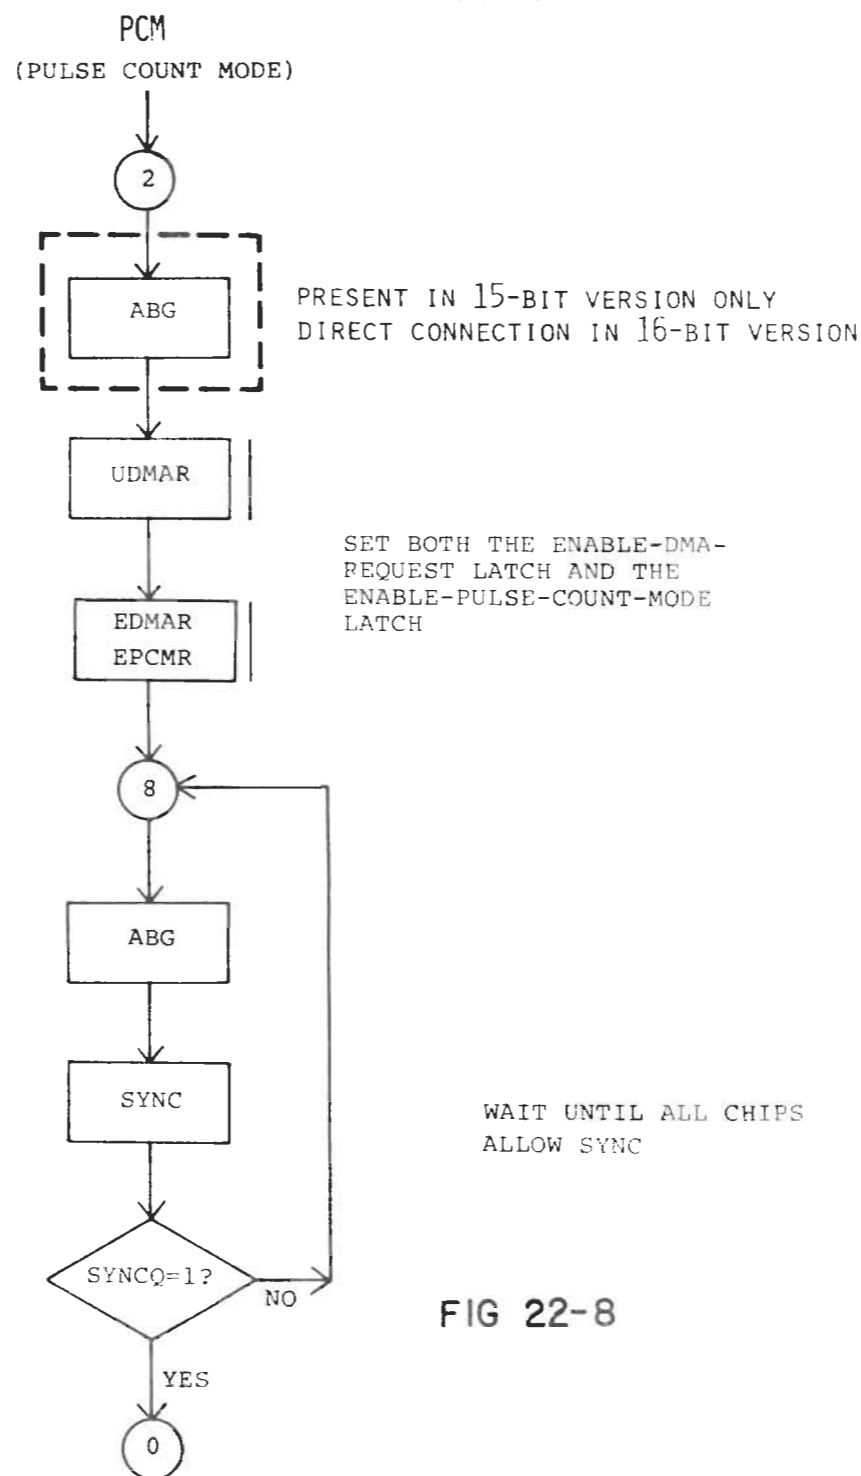 PCM
(PULSE COUNT MODE)
2
ABG
PRESENT IN 15-BIT VERSION ONLY
DIRECT CONNECTION IN 16-BIT VERSION
UDMAR
SET BOTH THE ENABLE-DMA-
REQUEST LATCH AND THE
ENABLE-PULSE-COUNT-MODE
LATCH
EDMAR
EPCMR
8
ABG
SYNC
WAIT UNTIL ALL CHIPS
ALLOW SYNC
SYNCQ=1?
NO
FIG 22-8
YES
0